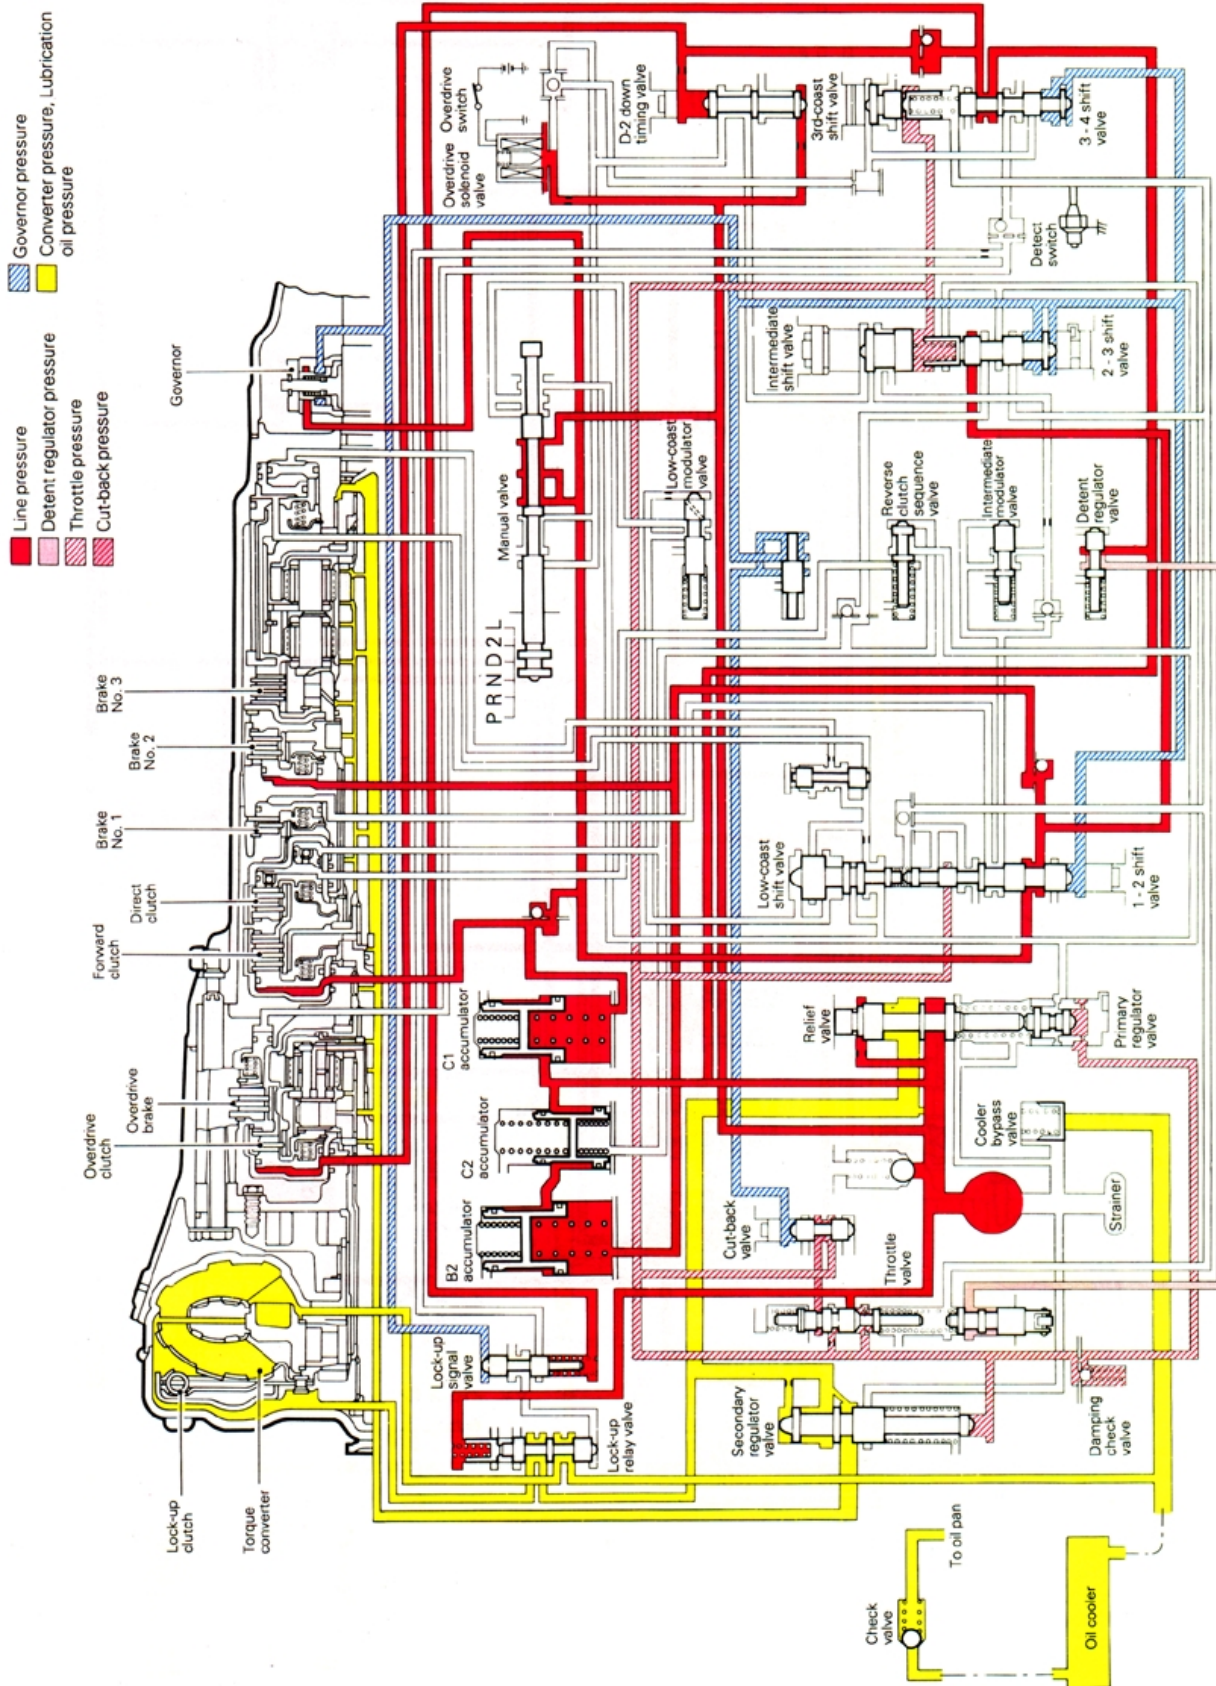 Line pressure
Detent regulator pressure
Throttle pressure
Cut-back pressure
Governor pressure
Converter pressure, Lubrication
oil pressure
Lock-up
clutch
Torque
converter
Overdrive
clutch
Overdrive
brake
Forward
clutch
Direct
clutch
Brake
No. 1
Brake
No. 2
Brake
No. 3
Governor
Lock-up
relay valve
Lock-up
signal
valve
B2
accumulator
C2
accumulator
C1
accumulator
P R N D 2 L
Manual valve
Overdrive
solenoid
valve
Overdrive
switch
Secondary
regulator
valve
Cut-back
valve
Throttle
valve
Relief
valve
Low-coast
shift valve
Low-coast
modulator
valve
Intermediate
shift valve
D-2 down
timing valve
3rd-coast
shift valve
Reverse
clutch
sequence
valve
Intermediate
modulator
valve
Detent
regulator
valve
Detect
switch
Damping
check
valve
Strainer
Cooler
bypass
valve
Primary
regulator
valve
1 - 2 shift
valve
2 - 3 shift
valve
3 - 4 shift
valve
Check
valve
To oil pan
Oil cooler